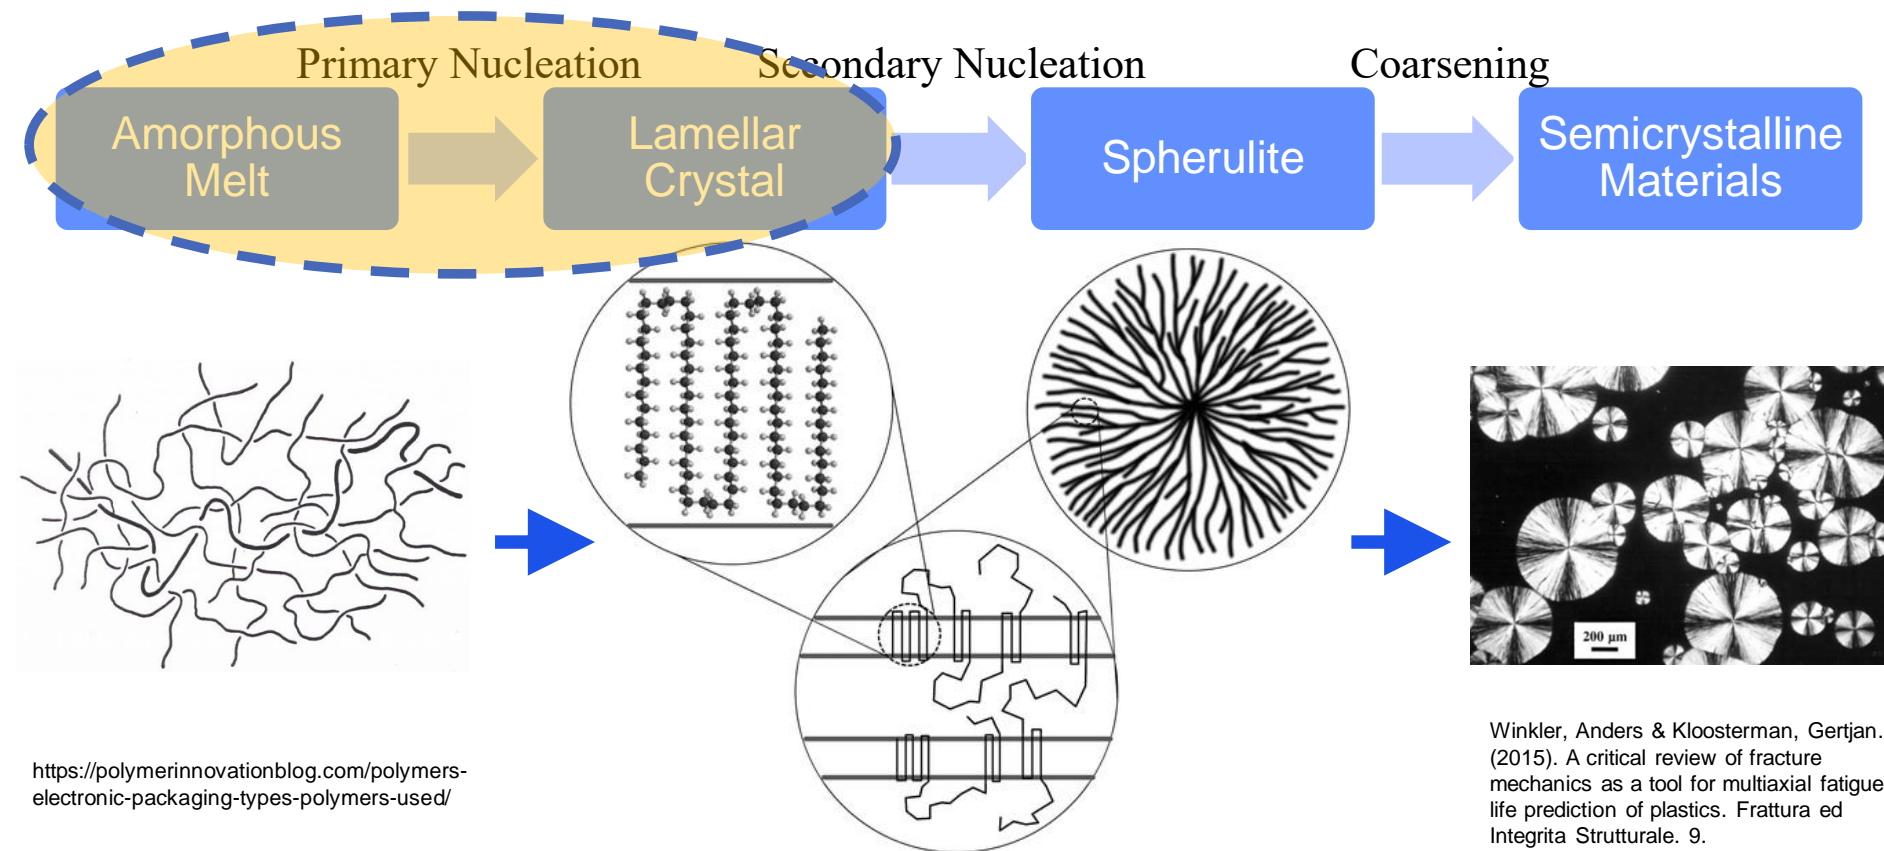 Primary Nucleation
Secondary Nucleation
Coarsening
Amorphous
Melt
Lamellar
Crystal
Spherulite
Semicrystalline
Materials
200 µm
https://polymerinnovationblog.com/polymers-
electronic-packaging-types-polymers-used/
Winkler, Anders & Kloosterman, Gertjan.
(2015). A critical review of fracture
mechanics as a tool for multiaxial fatigue
life prediction of plastics. Frattura ed
Integrita Strutturale. 9.